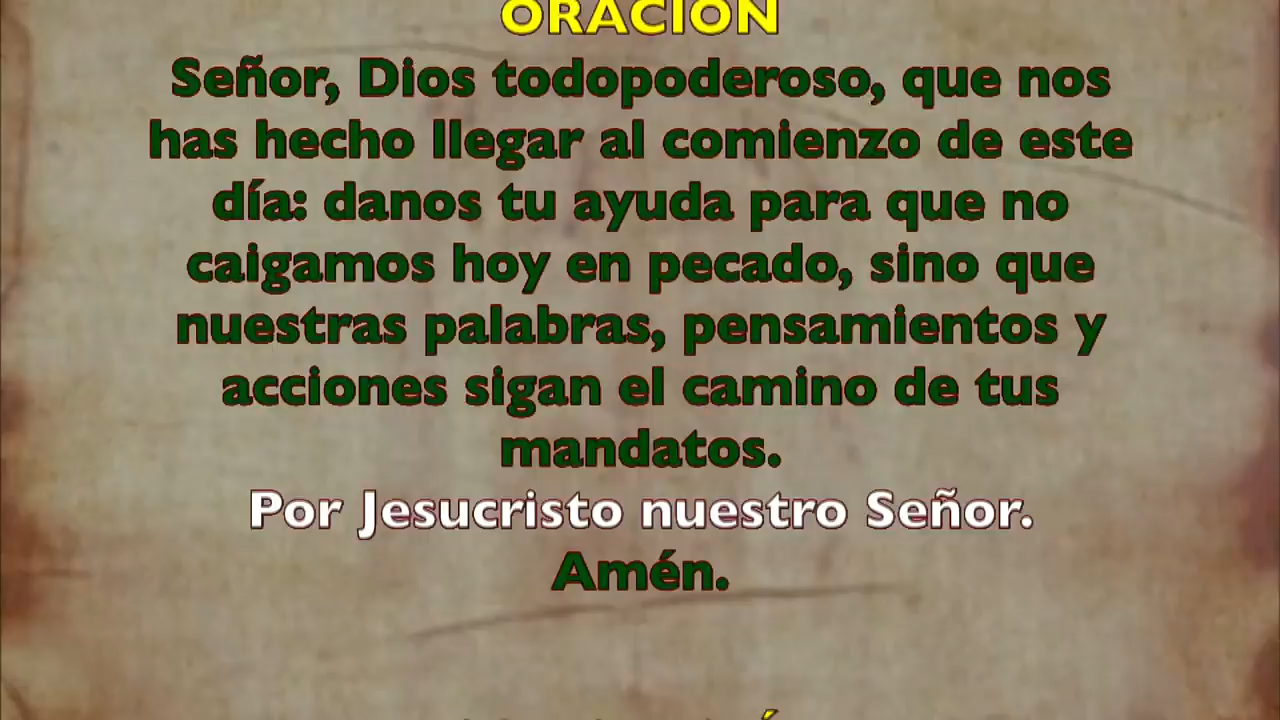 ORACIÓN
Señor, Dios todopoderoso, que nos
has hecho llegar al comienzo de este
día: danos tu ayuda para que no
caigamos hoy en pecado, sino que
nuestras palabras, pensamientos y
acciones sigan el camino de tus
mandatos.
Por Jesucristo nuestro Señor.
Amén.